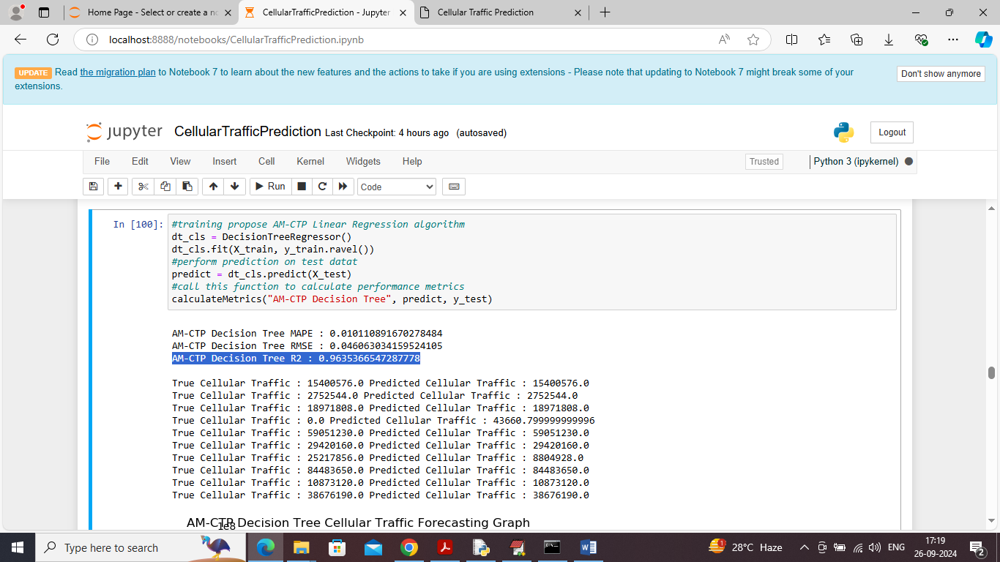 Home Page - Select or create a no
CellularTrafficPrediction - Jupyter
Cellular Traffic Prediction
localhost:8888/notebooks/CellularTrafficPrediction.ipynb
UPDATE Read the migration plan to Notebook 7 to learn about the new features and the actions to take if you are using extensions - Please note that updating to Notebook 7 might break some of your
extensions.
Don't show anymore
jupyter CellularTrafficPrediction Last Checkpoint: 4 hours ago (autosaved)
Logout
File Edit View Insert Cell Kernel Widgets Help
Trusted
Python 3 (ipykernel)
Run
Code
In [100]:
#training propose AM-CTP Linear Regression algorithm
dt_cls = DecisionTreeRegressor()
dt_cls.fit(X_train, y_train.ravel())
#perform prediction on test datat
predict = dt_cls.predict(X_test)
#call this function to calculate performance metrics
calculateMetrics("AM-CTP Decision Tree", predict, y_test)
AM-CTP Decision Tree MAPE : 0.010110891670278484
AM-CTP Decision Tree RMSE : 0.046063034159524105
AM-CTP Decision Tree R2 : 0.9635366547287778
True Cellular Traffic : 15400576.0 Predicted Cellular Traffic : 15400576.0
True Cellular Traffic : 2752544.0 Predicted Cellular Traffic : 2752544.0
True Cellular Traffic : 18971808.0 Predicted Cellular Traffic : 18971808.0
True Cellular Traffic : 0.0 Predicted Cellular Traffic : 43660.799999999996
True Cellular Traffic : 59051230.0 Predicted Cellular Traffic : 59051230.0
True Cellular Traffic : 29420160.0 Predicted Cellular Traffic : 29420160.0
True Cellular Traffic : 25217856.0 Predicted Cellular Traffic : 8804928.0
True Cellular Traffic : 84483650.0 Predicted Cellular Traffic : 84483650.0
True Cellular Traffic : 10873120.0 Predicted Cellular Traffic : 10873120.0
True Cellular Traffic : 38676190.0 Predicted Cellular Traffic : 38676190.0
AM-CTP Decision Tree Cellular Traffic Forecasting Graph
1e8
Type here to search
1
28°C Haze
ENG
17:19
26-09-2024
2